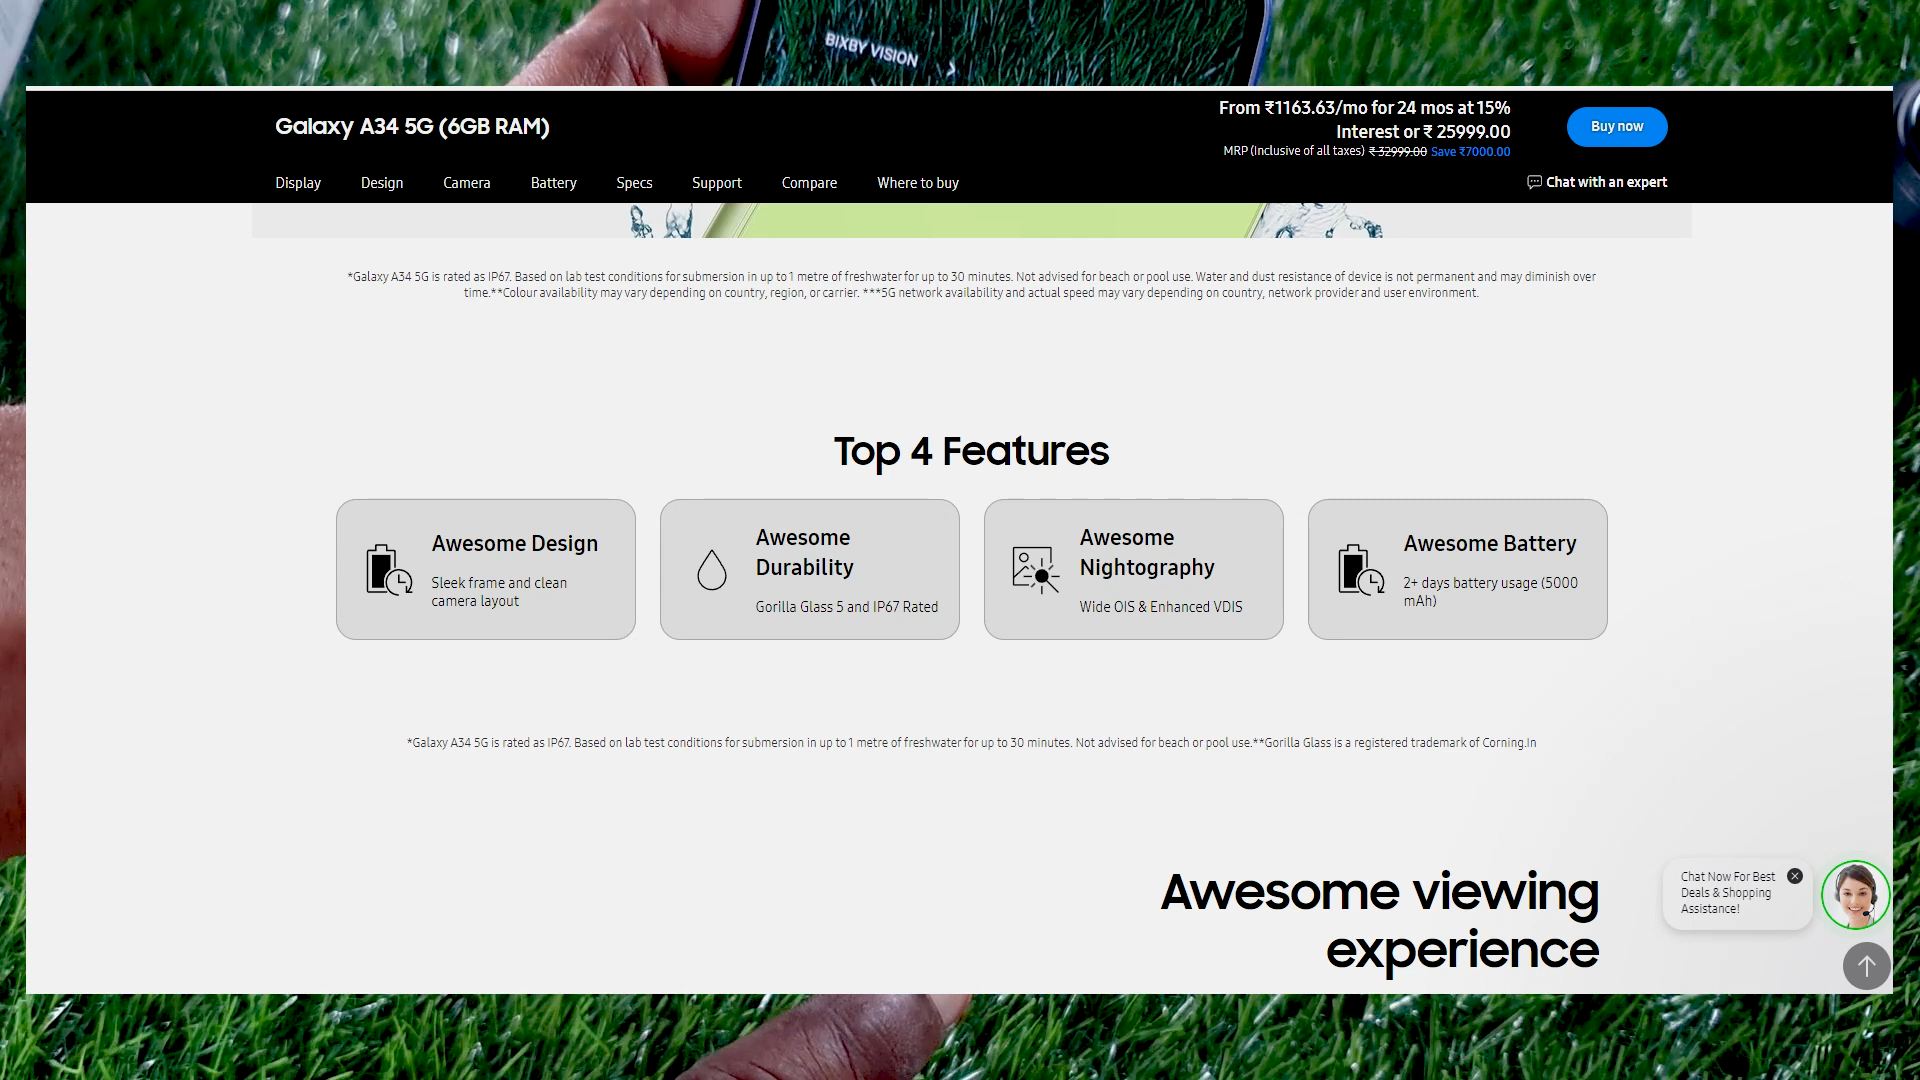 BIXBY VISION
Galaxy A34 5G (6GB RAM)
From ₹1163.63/mo for 24 mos at 15%
Interest or ₹ 25999.00
MRP (Inclusive of all taxes) ₹ 32999.00 Save ₹7000.00
Buy now
Display Design Camera Battery Specs Support Compare Where to buy
Chat with an expert
*Galaxy A34 5G is rated as IP67. Based on lab test conditions for submersion in up to 1 metre of freshwater for up to 30 minutes. Not advised for beach or pool use. Water and dust resistance of device is not permanent and may diminish over
time.**Colour availability may vary depending on country, region, or carrier. ***5G network availability and actual speed may vary depending on country, network provider and user environment.
Top 4 Features
Awesome Design
Sleek frame and clean
camera layout
Awesome
Durability
Gorilla Glass 5 and IP67 Rated
Awesome
Nightography
Wide OIS & Enhanced VDIS
Awesome Battery
2+ days battery usage (5000
mAh)
*Galaxy A34 5G is rated as IP67. Based on lab test conditions for submersion in up to 1 metre of freshwater for up to 30 minutes. Not advised for beach or pool use.**Gorilla Glass is a registered trademark of Corning.In
Awesome viewing
experience
Chat Now For Best
Deals & Shopping
Assistance!